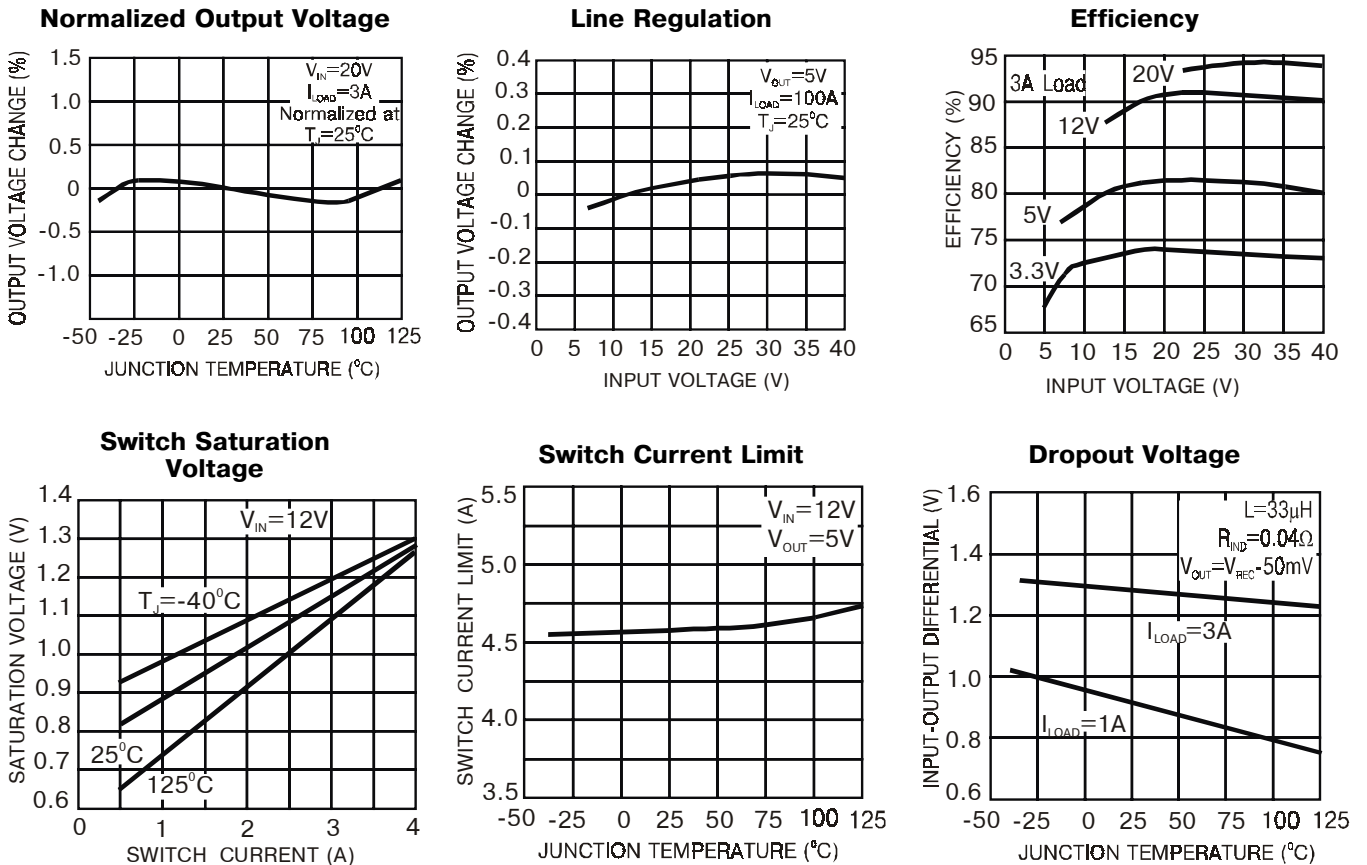 Normalized Output Voltage
OUTPUT VOLTAGE CHANGE (%)
1.5
1.0
0.5
0
-0.5
-1.0
V_IN=20V
I_LOAD=3A
Normalized at
T_J=25°C
-50 -25 0 25 50 75 100 125
JUNCTION TEMPERATURE (°C)
Line Regulation
OUTPUT VOLTAGE CHANGE (%)
0.4
0.3
0.2
0.1
0
-0.1
-0.2
-0.3
-0.4
V_OUT=5V
I_LOAD=100A
T_J=25°C
0 5 10 15 20 25 30 35 40
INPUT VOLTAGE (V)
Efficiency
EFFICIENCY (%)
95
90
85
80
75
70
65
3A Load
20V
12V
5V
3.3V
0 5 10 15 20 25 30 35 40
INPUT VOLTAGE (V)
Switch Saturation
Voltage
SATURATION VOLTAGE (V)
1.4
1.3
1.2
1.1
1.0
0.9
0.8
0.7
0.6
V_IN=12V
T_J=-40°C
25°C
125°C
0 1 2 3 4
SWITCH CURRENT (A)
Switch Current Limit
SWITCH CURRENT LIMIT (A)
5.5
5.0
4.5
4.0
3.5
V_IN=12V
V_OUT=5V
-50 -25 0 25 50 75 100 125
JUNCTION TEMPERATURE (°C)
Dropout Voltage
INPUT-OUTPUT DIFFERENTIAL (V)
1.6
1.4
1.2
1.0
0.8
0.6
L=33μH
R_IND=0.04Ω
V_OUT=V_REC-50mV
I_LOAD=3A
I_LOAD=1A
-50 -25 0 25 50 75 100 125
JUNCTION TEMPERATURE (°C)